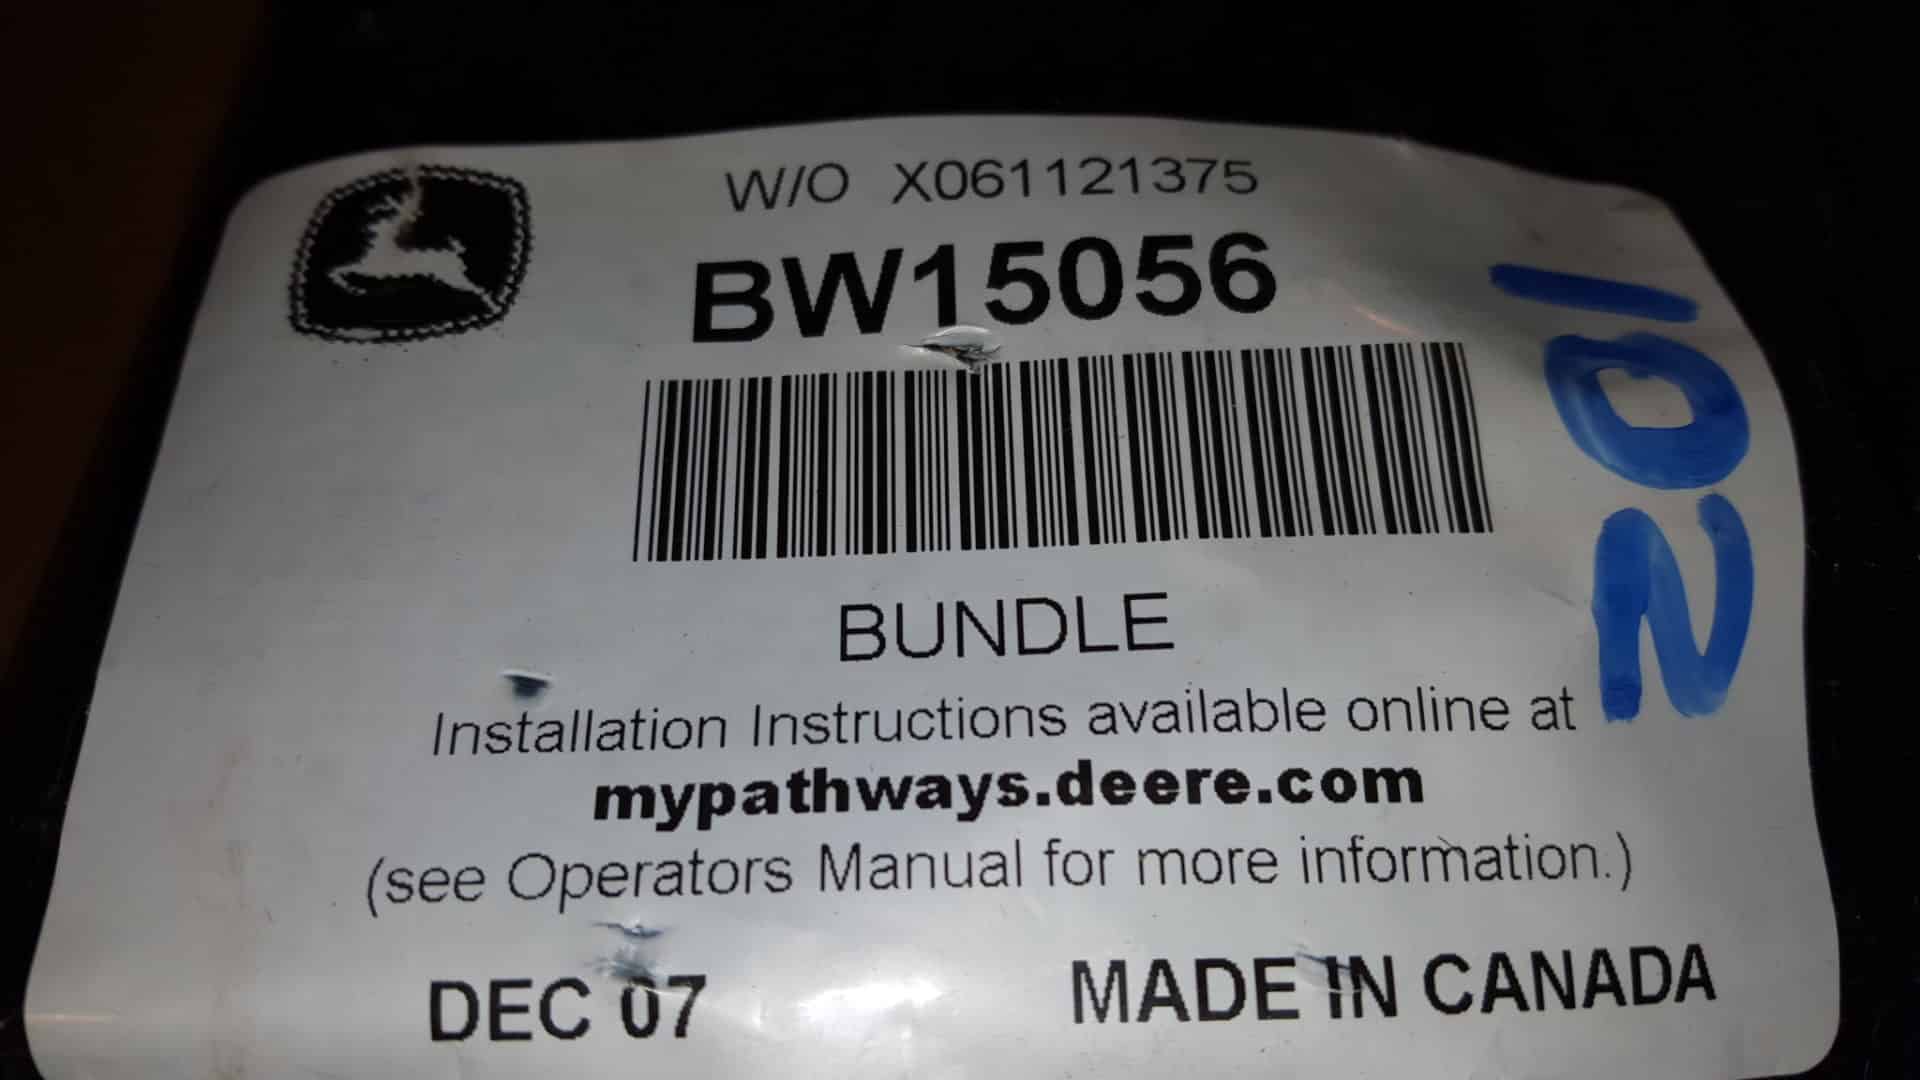 W/O X061121375
BW15056
BUNDLE
Installation Instructions available online at
mypathways.deere.com
(see Operators Manual for more information.)
DEC 07
MADE IN CANADA
201